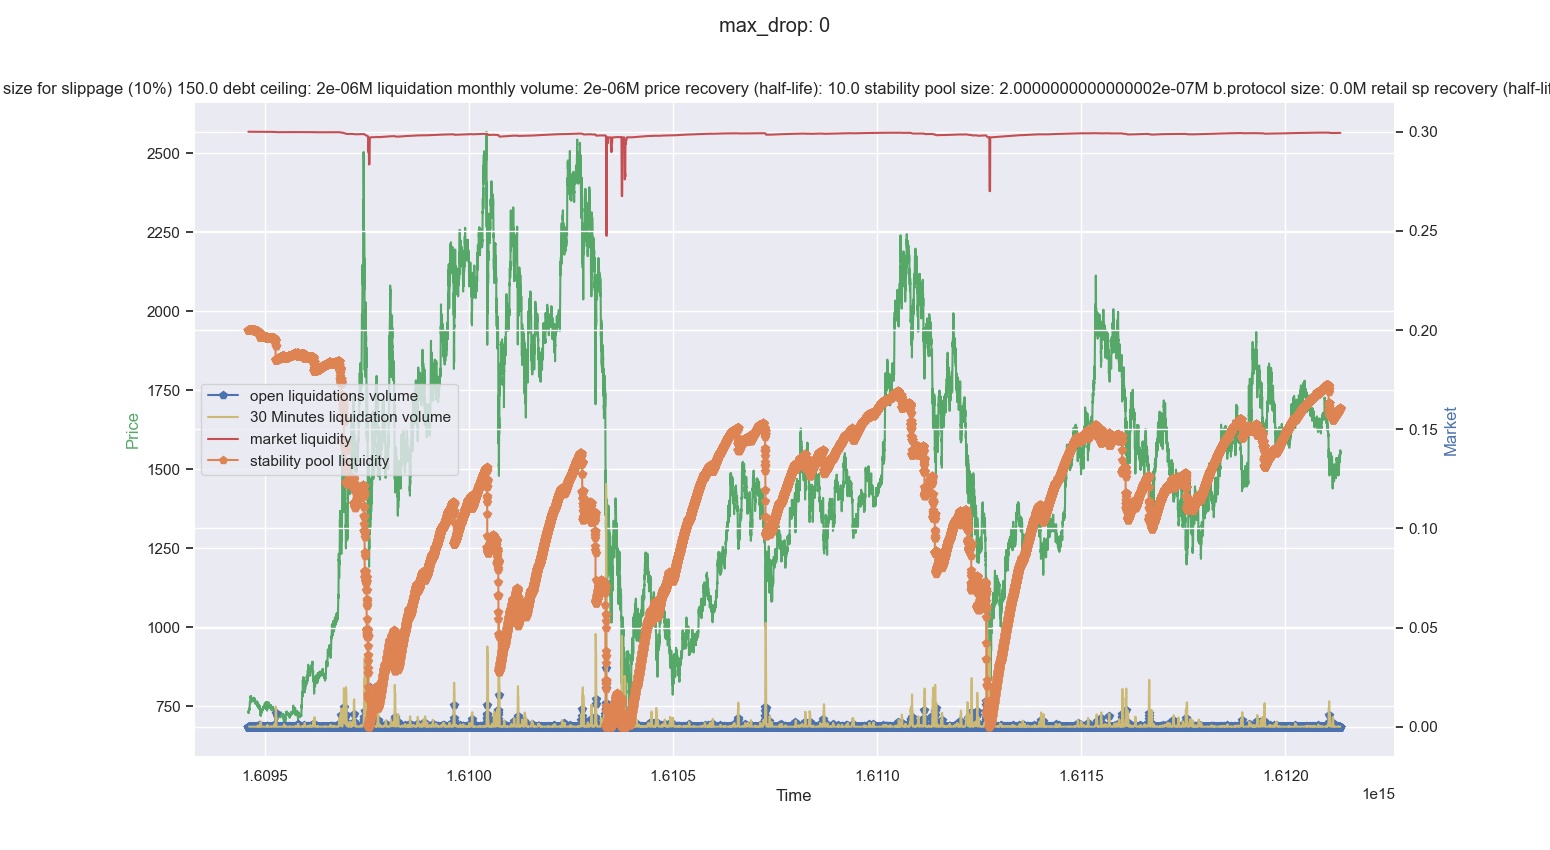 max_drop: 0
size for slippage (10%) 150.0 debt ceiling: 2e-06M liquidation monthly volume: 2e-06M price recovery (half-life): 10.0 stability pool size: 2.0000000000000002e-07M b.protocol size: 0.0M retail sp recovery
2500
2250
2000
1750
1500
1250
1000
750
Price
open liquidations volume
30 Minutes liquidation volume
market liquidity
stability pool liquidity
0.30
0.25
0.20
0.15
0.10
0.05
0.00
Market
1.6095
1.6100
1.6105
1.6110
1.6115
1.6120
1e15
Time